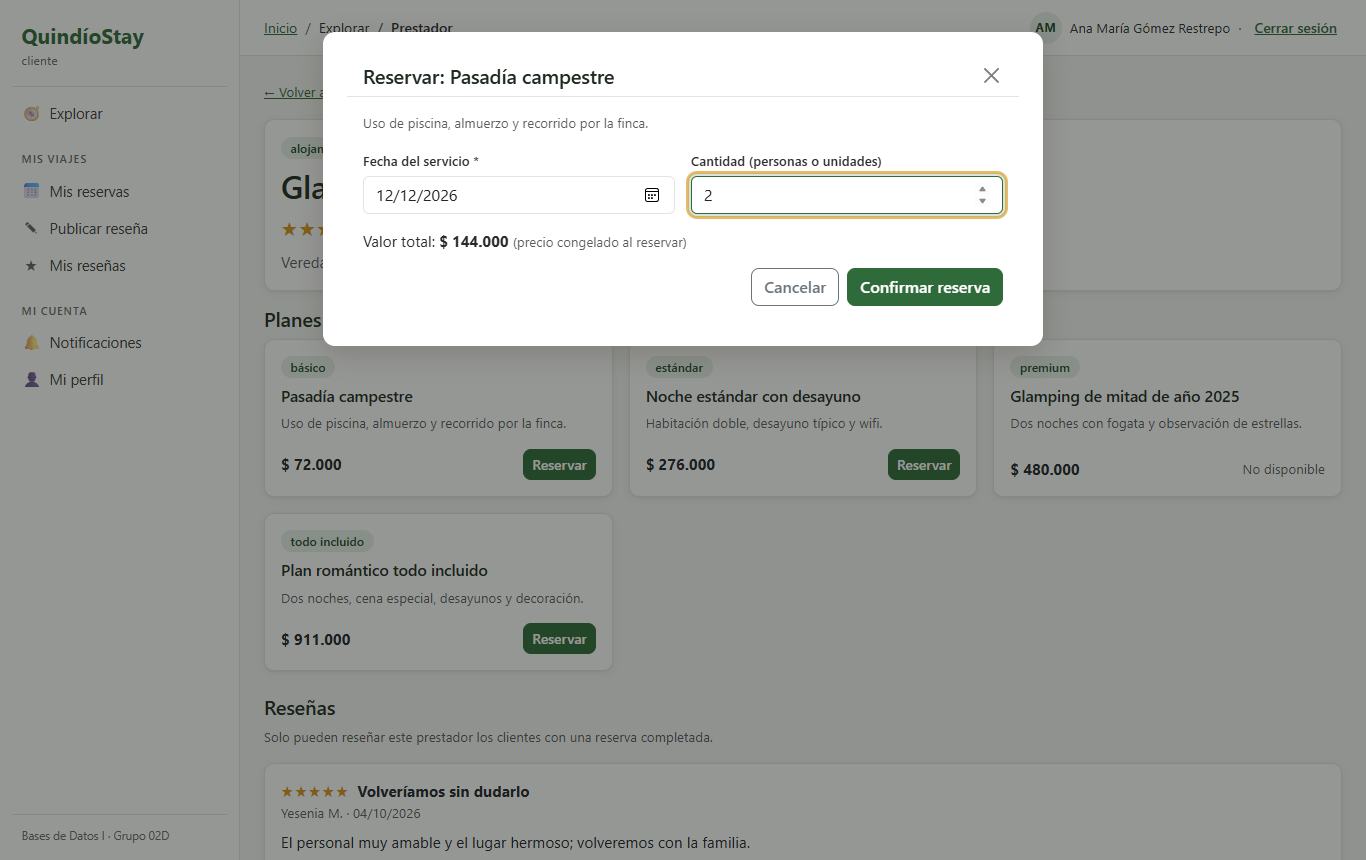 QuindíoStay
cliente
Explorar
MIS VIAJES
Mis reservas
Publicar reseña
Mis reseñas
MI CUENTA
Notificaciones
Mi perfil
Bases de Datos I · Grupo 02D
Inicio / Explorar / Prestador
AM Ana María Gómez Restrepo · Cerrar sesión
← Volver
Reservar: Pasadía campestre
Uso de piscina, almuerzo y recorrido por la finca.
Fecha del servicio *
12/12/2026
Cantidad (personas o unidades)
2
Valor total: $ 144.000 (precio congelado al reservar)
Cancelar
Confirmar reserva
Planes
básico
Pasadía campestre
Uso de piscina, almuerzo y recorrido por la finca.
$ 72.000
Reservar
estándar
Noche estándar con desayuno
Habitación doble, desayuno típico y wifi.
$ 276.000
Reservar
premium
Glamping de mitad de año 2025
Dos noches con fogata y observación de estrellas.
$ 480.000
No disponible
todo incluido
Plan romántico todo incluido
Dos noches, cena especial, desayunos y decoración.
$ 911.000
Reservar
Reseñas
Solo pueden reseñar este prestador los clientes con una reserva completada.
★★★★★ Volveríamos sin dudarlo
Yesenia M. · 04/10/2026
El personal muy amable y el lugar hermoso; volveremos con la familia.